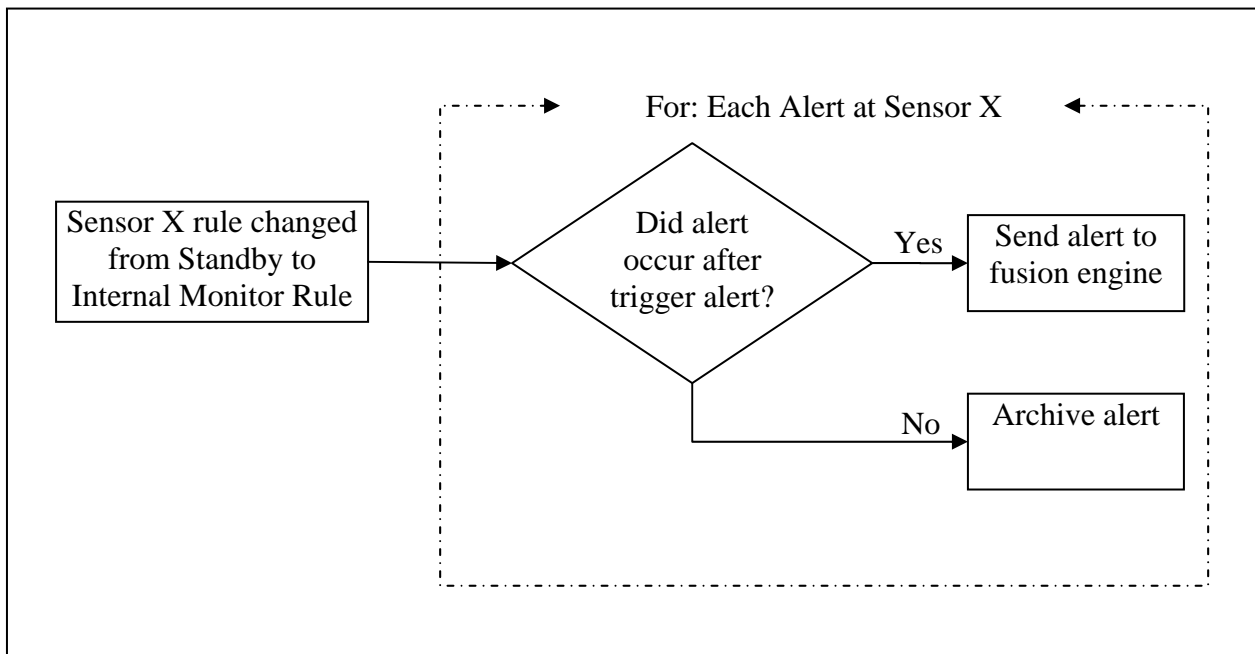 For: Each Alert at Sensor X
Sensor X rule changed
from Standby to
Internal Monitor Rule
Did alert
occur after
trigger alert?
Yes
Send alert to
fusion engine
No
Archive alert